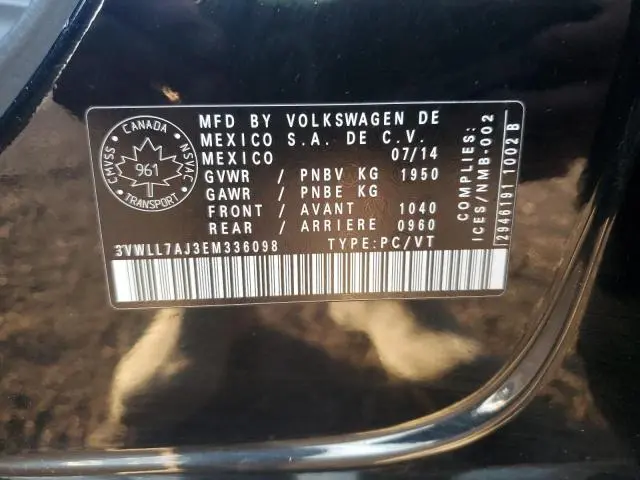 CANADA
CMVSS
NSVAC
961
TRANSPORT
MFD BY VOLKSWAGEN DE
MEXICO S.A. DE C.V.
MEXICO 07/14
GVWR / PNBV KG 1950
GAWR / PNBE KG
FRONT / AVANT 1040
REAR / ARRIERE 0960
3VWLL7AJ3EM336098 TYPE:PC/VT
COMPLIES:
ICES/NMB-002
2946191 1002B